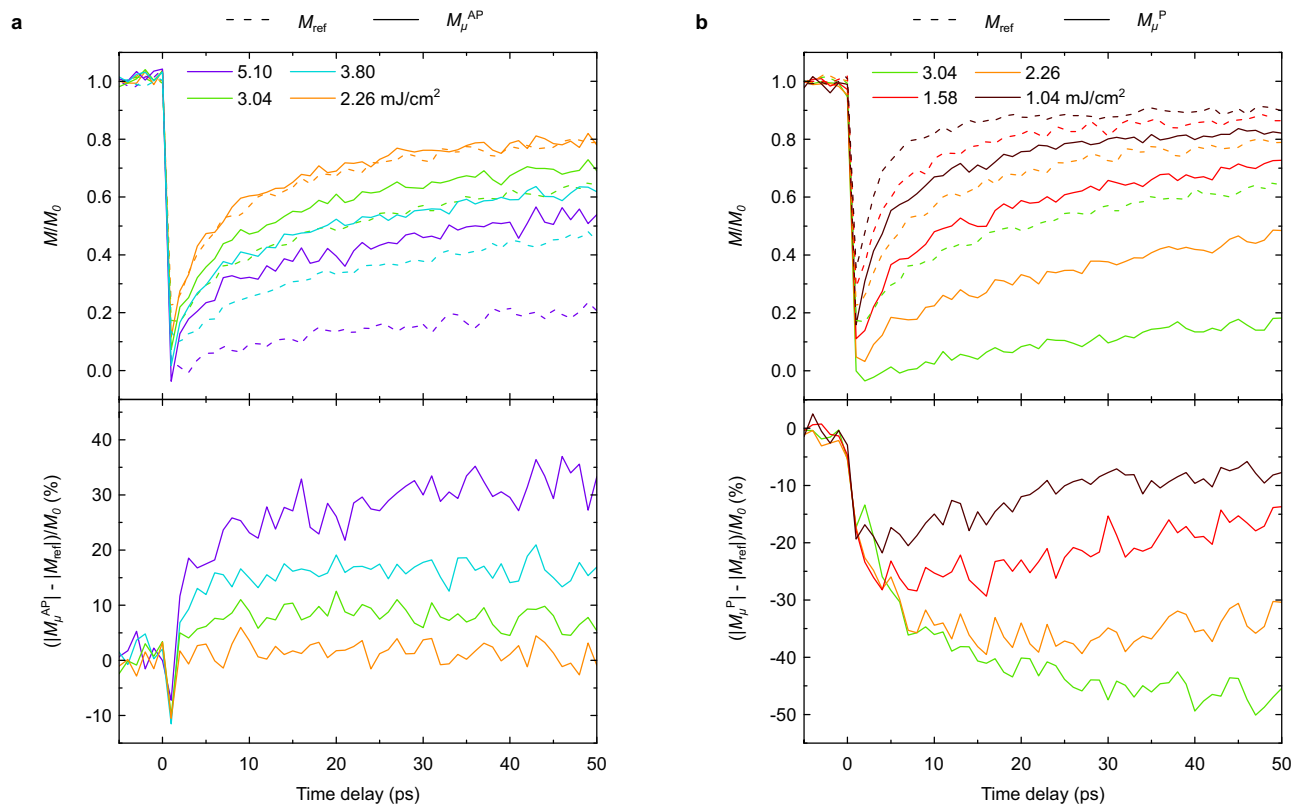 a
M_ref
M_μ^AP
5.10
3.80
3.04
2.26 mJ/cm²
M/M₀
1.0
0.8
0.6
0.4
0.2
0.0
(|M_μ^AP| - |M_ref|)/M₀ (%)
40
30
20
10
0
-10
0 10 20 30 40 50
Time delay (ps)
b
M_ref
M_μ^P
3.04
2.26
1.58
1.04 mJ/cm²
M/M₀
1.0
0.8
0.6
0.4
0.2
0.0
(|M_μ^P| - |M_ref|)/M₀ (%)
0
-10
-20
-30
-40
-50
0 10 20 30 40 50
Time delay (ps)